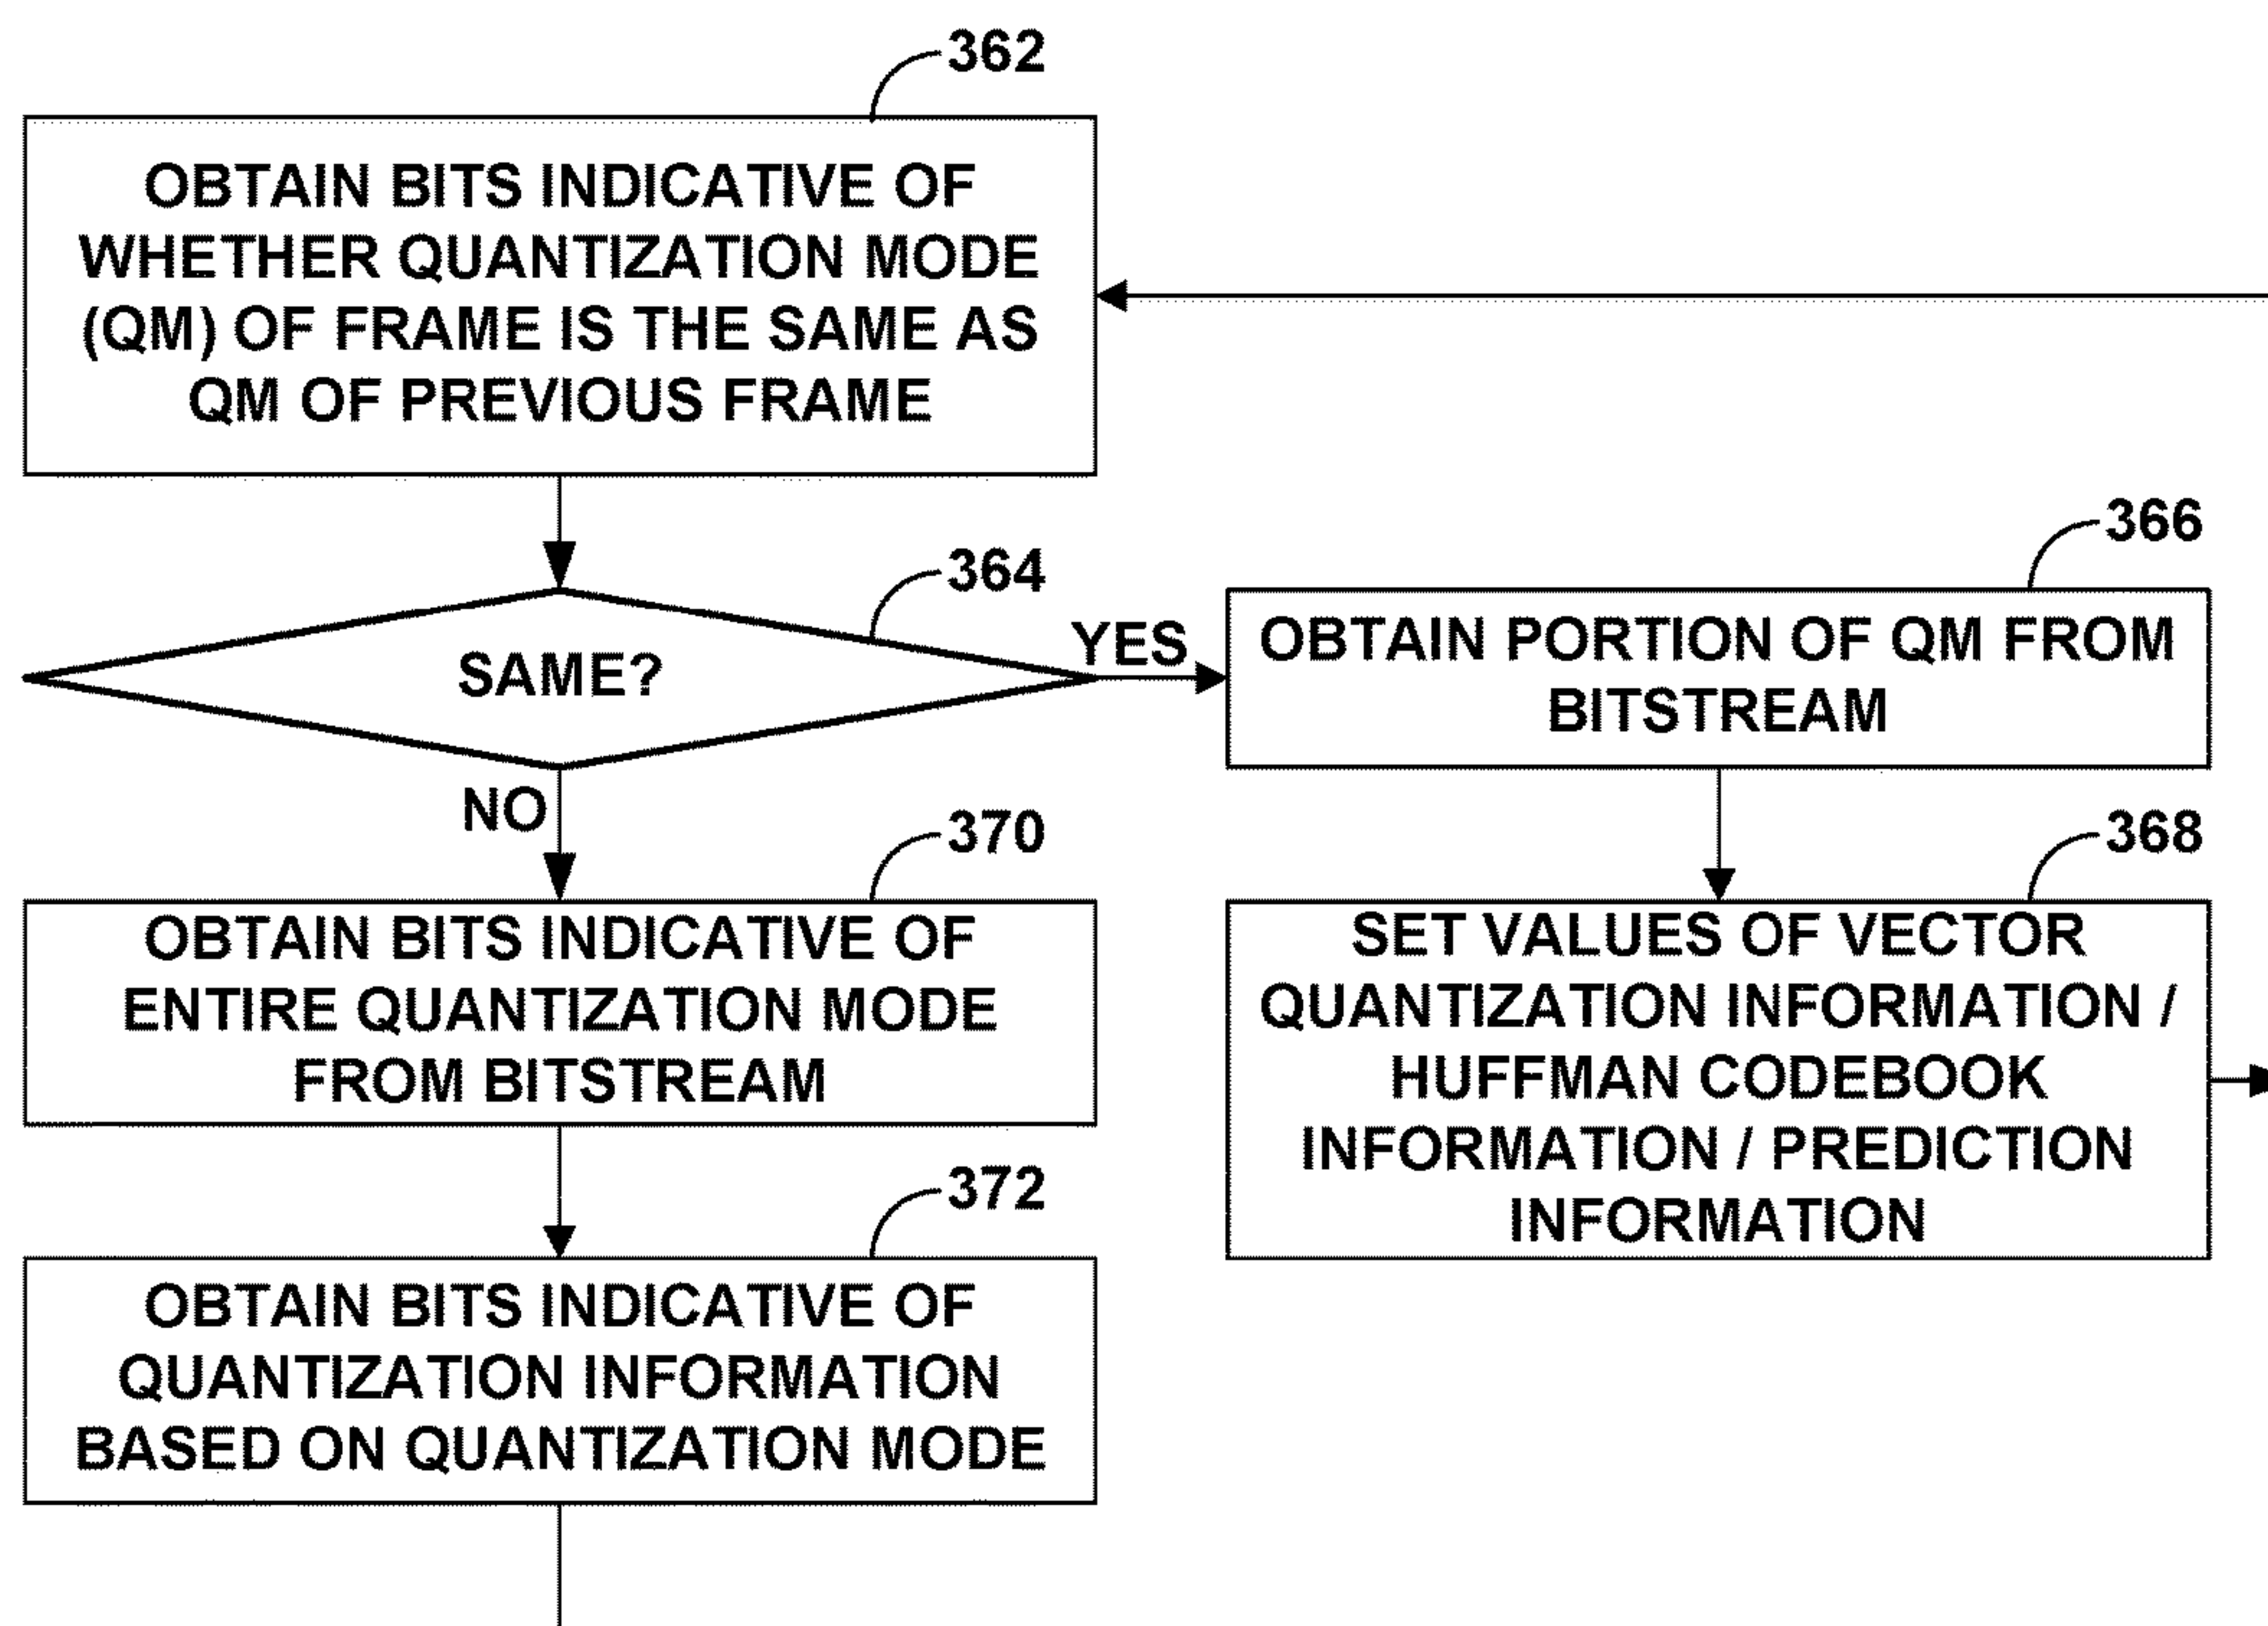 362
OBTAIN BITS INDICATIVE OF
WHETHER QUANTIZATION MODE
(QM) OF FRAME IS THE SAME AS
QM OF PREVIOUS FRAME
364
SAME?
YES
NO
366
OBTAIN PORTION OF QM FROM
BITSTREAM
368
SET VALUES OF VECTOR
QUANTIZATION INFORMATION /
HUFFMAN CODEBOOK
INFORMATION / PREDICTION
INFORMATION
370
OBTAIN BITS INDICATIVE OF
ENTIRE QUANTIZATION MODE
FROM BITSTREAM
372
OBTAIN BITS INDICATIVE OF
QUANTIZATION INFORMATION
BASED ON QUANTIZATION MODE